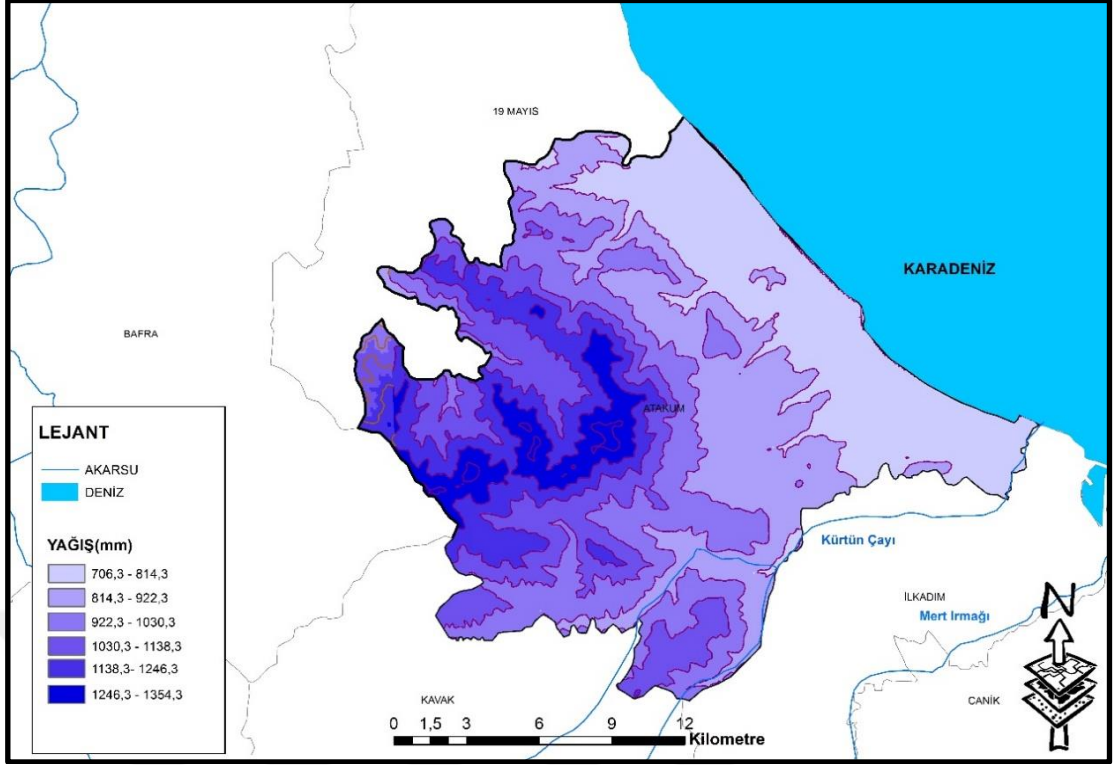 19 MAYIS
KARADENİZ
BAFRA
ATAKUM
LEJANT
AKARSU
DENİZ
YAĞIŞ(mm)
706,3 - 814,3
814,3 - 922,3
922,3 - 1030,3
1030,3 - 1138,3
1138,3- 1246,3
1246,3 - 1354,3
Kürtün Çayı
İLKADIM
Mert Irmağı
N
KAVAK
CANİK
0 1,5 3 6 9 12
Kilometre